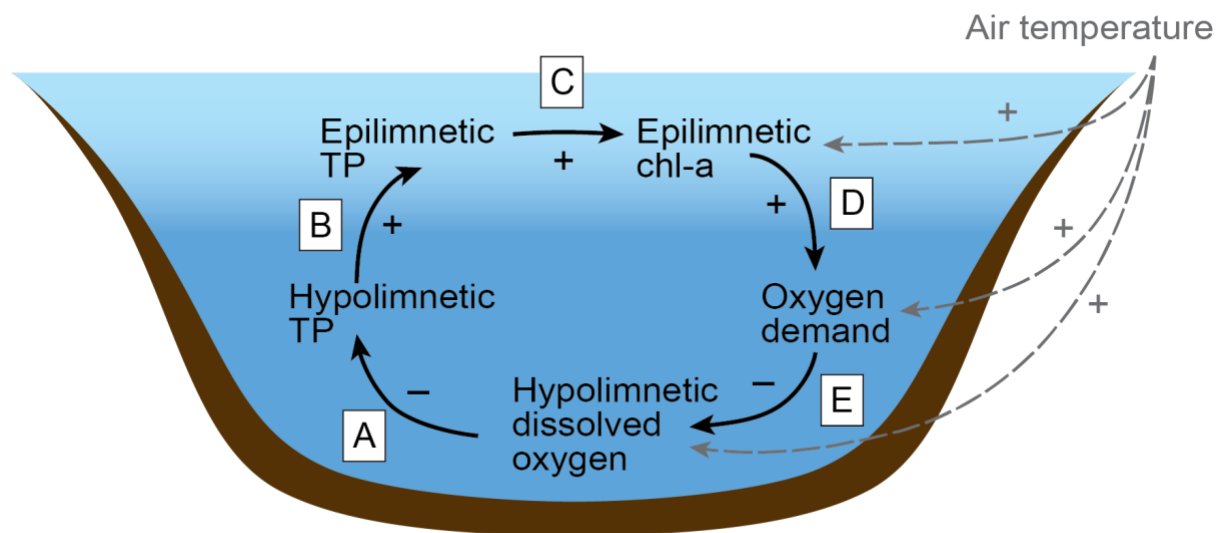 Air temperature
C
Epilimnetic
TP
+
Epilimnetic
chl-a
+
B
+
+
D
+
Hypolimnetic
TP
Oxygen
demand
+
A
−
Hypolimnetic
dissolved
oxygen
−
E